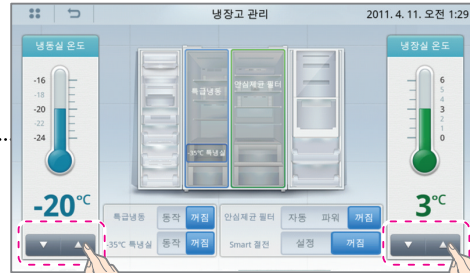 냉장고 관리
2011. 4. 11. 오전 1:29
냉동실 온도
-16
-18
-20
-22
-24
-20℃
특급냉동
안심제균 필터
-35℃ 특냉실
냉장실 온도
6
5
4
3
2
1
0
3℃
특급냉동 동작 꺼짐
안심제균 필터 자동 파워 꺼짐
-35℃ 특냉실 동작 꺼짐
Smart 절전 설정 꺼짐